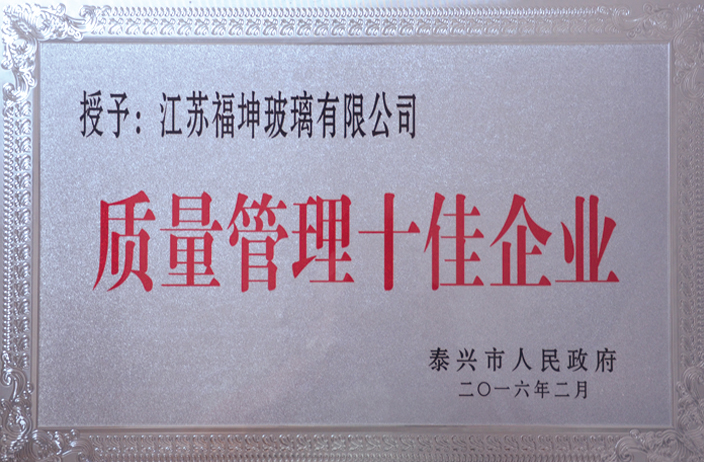 授予：江苏福坤玻璃有限公司
质量管理十佳企业
泰兴市人民政府
二〇一六年二月